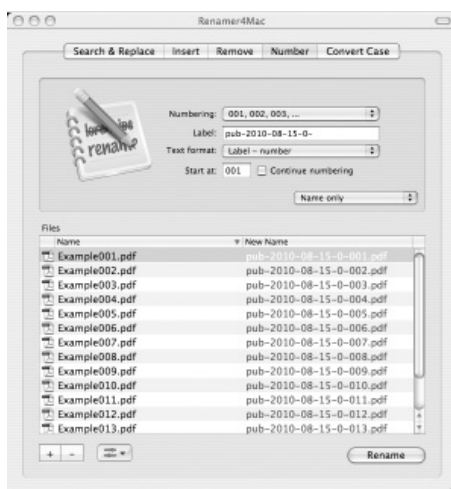 Renamer4Mac
Search & Replace Insert Remove Number Convert Case
lorem ips
rename
Numbering: 001, 002, 003, ...
Label: pub-2010-08-15-0-
Text format: Label - number
Start at: 001 Continue numbering
Name only
Files
Name New Name
Example001.pdf pub-2010-08-15-0-001.pdf
Example002.pdf pub-2010-08-15-0-002.pdf
Example003.pdf pub-2010-08-15-0-003.pdf
Example004.pdf pub-2010-08-15-0-004.pdf
Example005.pdf pub-2010-08-15-0-005.pdf
Example006.pdf pub-2010-08-15-0-006.pdf
Example007.pdf pub-2010-08-15-0-007.pdf
Example008.pdf pub-2010-08-15-0-008.pdf
Example009.pdf pub-2010-08-15-0-009.pdf
Example010.pdf pub-2010-08-15-0-010.pdf
Example011.pdf pub-2010-08-15-0-011.pdf
Example012.pdf pub-2010-08-15-0-012.pdf
Example013.pdf pub-2010-08-15-0-013.pdf
+ - Rename